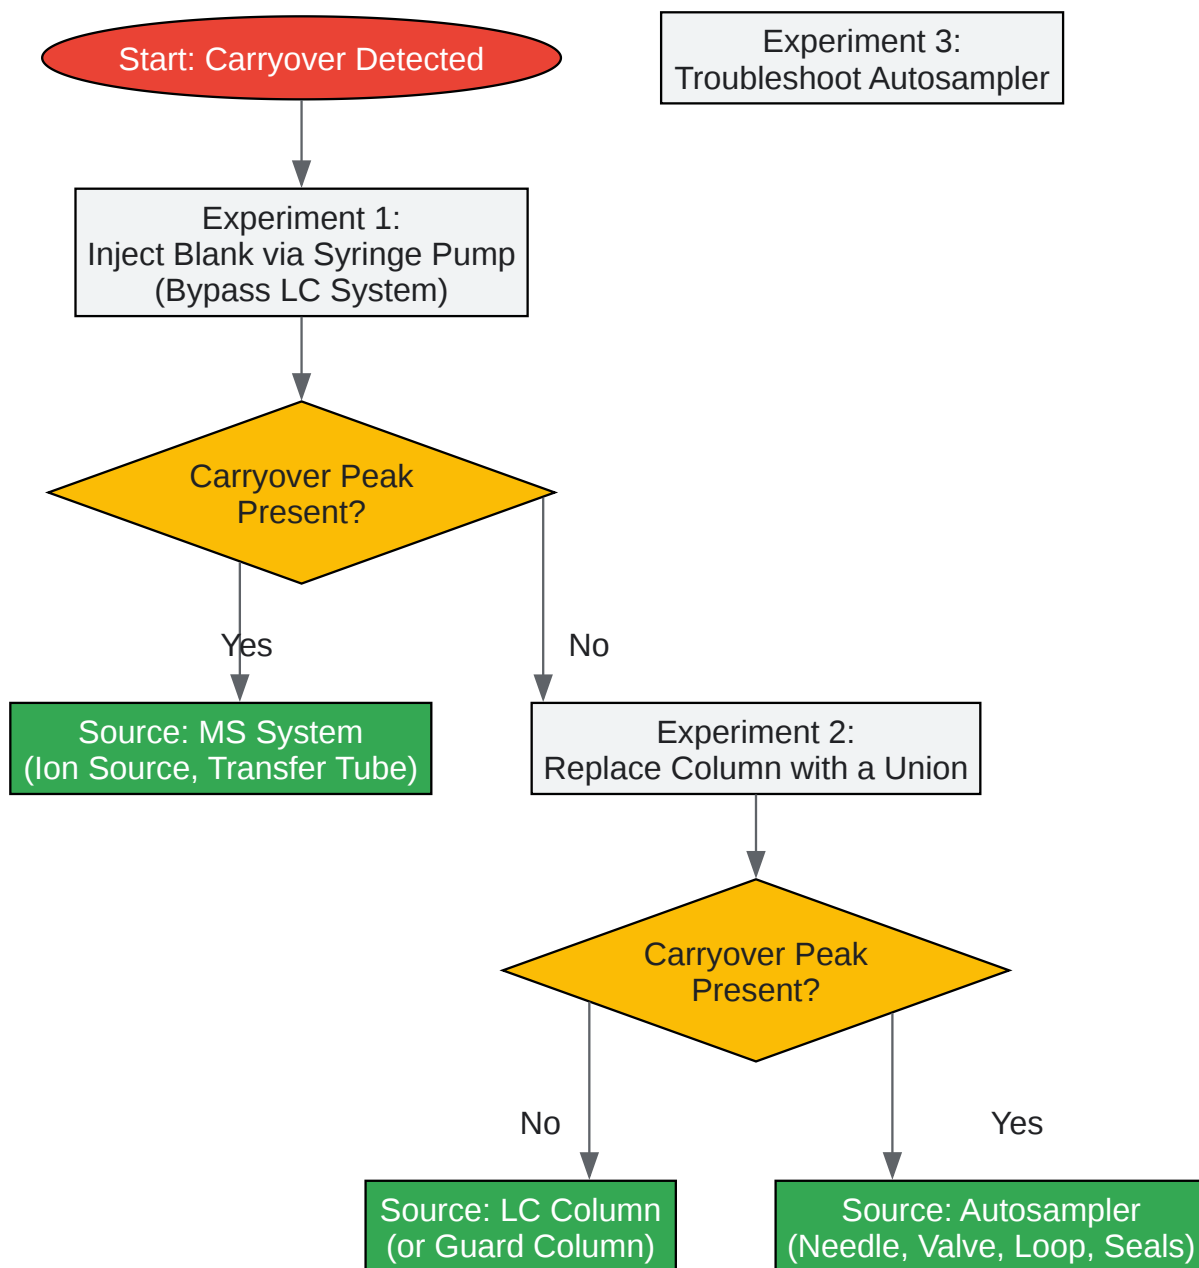 Start: Carryover Detected
Experiment 3:
Troubleshoot Autosampler
Experiment 1:
Inject Blank via Syringe Pump
(Bypass LC System)
Carryover Peak
Present?
Yes
No
Source: MS System
(Ion Source, Transfer Tube)
Experiment 2:
Replace Column with a Union
Carryover Peak
Present?
No
Yes
Source: LC Column
(or Guard Column)
Source: Autosampler
(Needle, Valve, Loop, Seals)